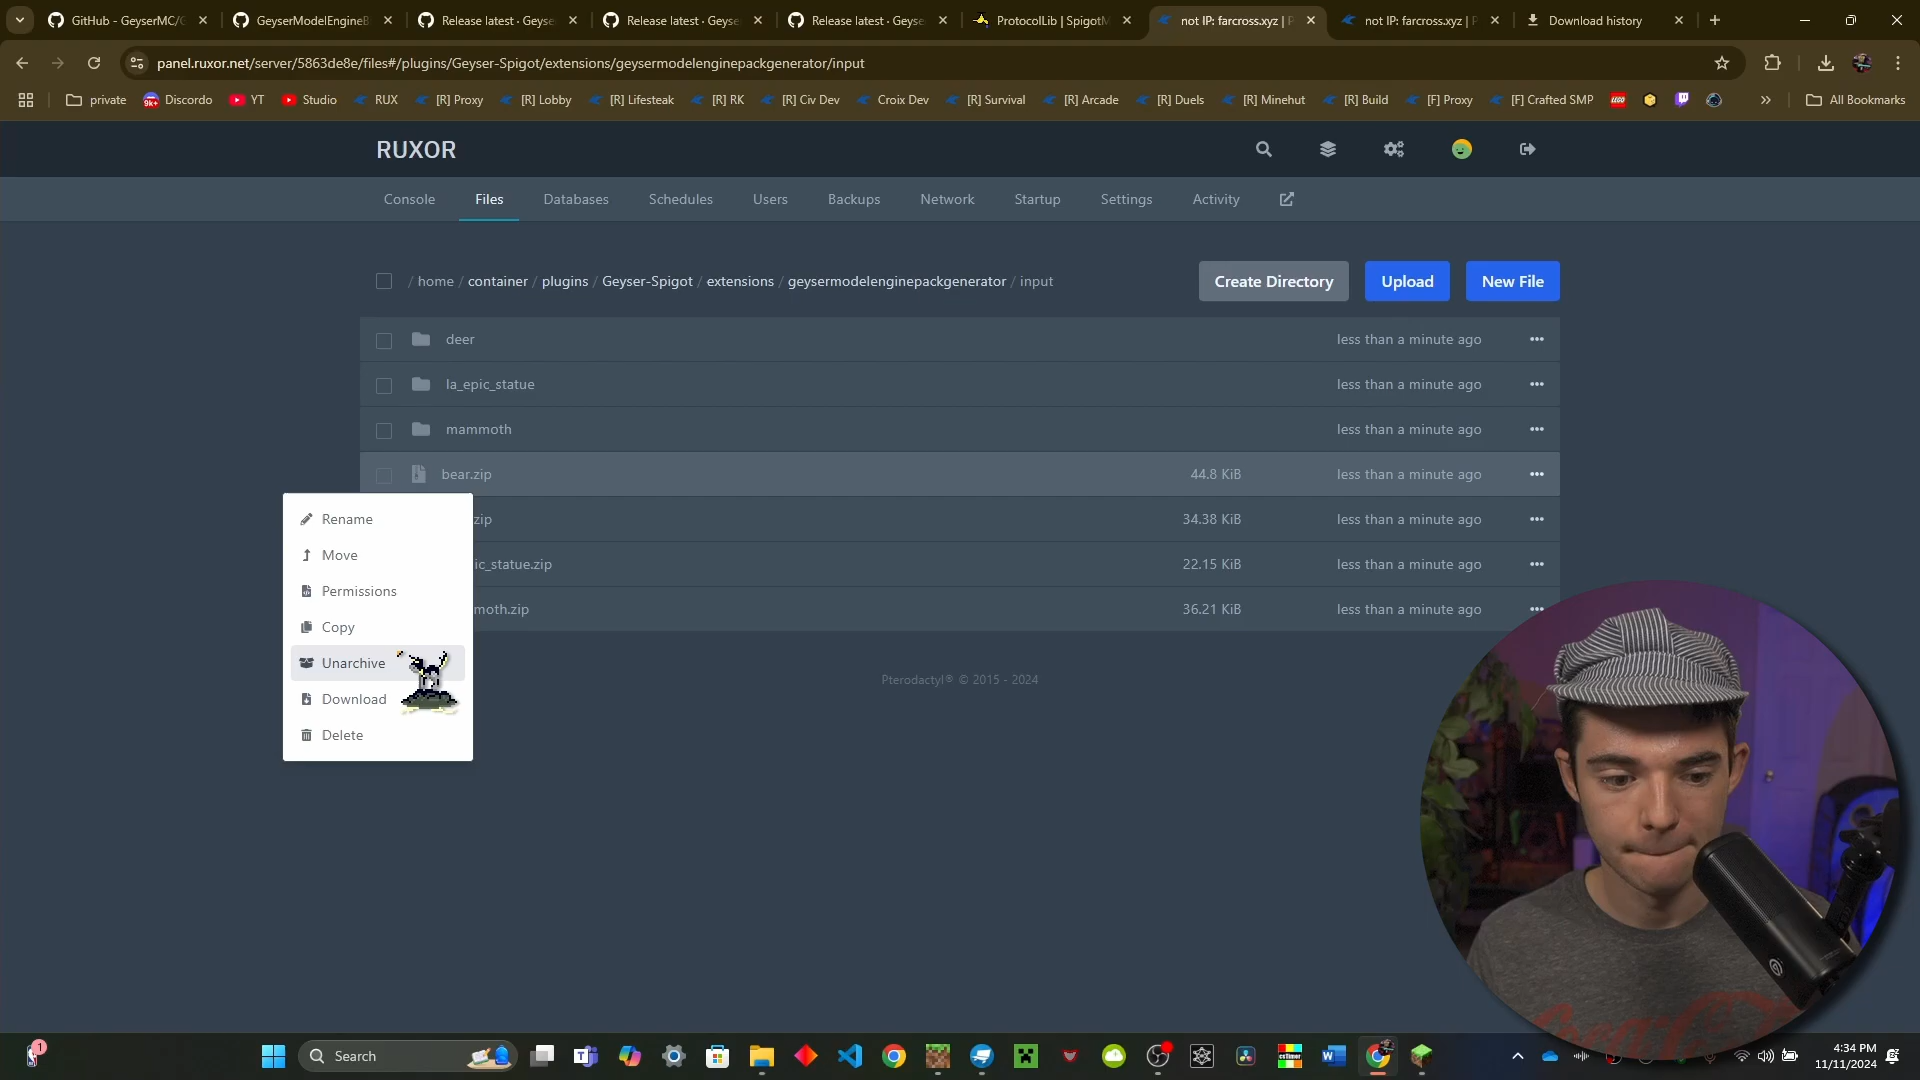 GitHub - GeyserMC/G
GeyserModelEngineB
Release latest · Geyse
Release latest · Geyse
Release latest · Geyse
ProtocolLib | SpigotM
not IP: farcross.xyz | P
not IP: farcross.xyz | P
Download history
panel.ruxor.net/server/5863de8e/files#/plugins/Geyser-Spigot/extensions/geysermodelenginepackgenerator/input
private
9k+
Discordo
YT
Studio
RUX
[R] Proxy
[R] Lobby
[R] Lifesteak
[R] RK
[R] Civ Dev
Croix Dev
[R] Survival
[R] Arcade
[R] Duels
[R] Minehut
[R] Build
[F] Proxy
[F] Crafted SMP
LEGO
All Bookmarks
RUXOR
Console
Files
Databases
Schedules
Users
Backups
Network
Startup
Settings
Activity
/ home / container / plugins / Geyser-Spigot / extensions / geysermodelenginepackgenerator / input
Create Directory
Upload
New File
deer less than a minute ago
la_epic_statue less than a minute ago
mammoth less than a minute ago
bear.zip 44.8 KiB less than a minute ago
zip 34.38 KiB less than a minute ago
ic_statue.zip 22.15 KiB less than a minute ago
moth.zip 36.21 KiB less than a minute ago
Rename
Move
Permissions
Copy
Unarchive
Download
Delete
Pterodactyl® © 2015 - 2024
1
Search
4:34 PM
11/11/2024